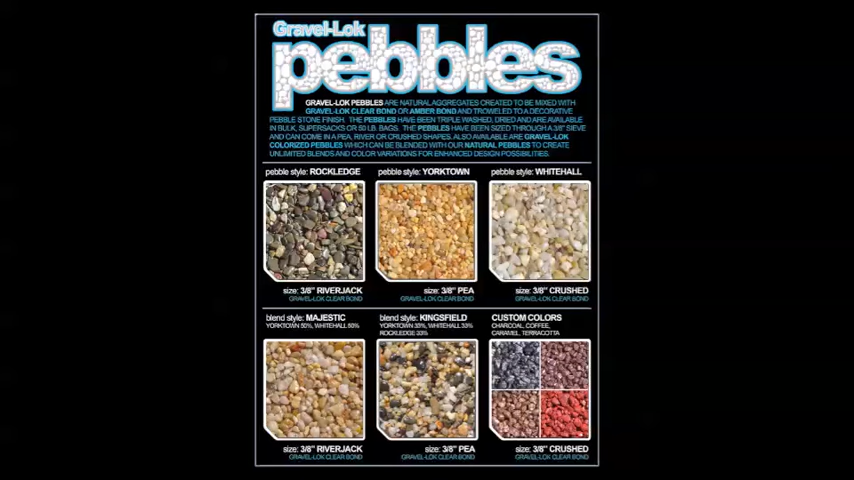 Gravel-Lok
pebbles
GRAVEL-LOK PEBBLES ARE NATURAL AGGREGATES CREATED TO BE MIXED WITH
GRAVEL-LOK CLEAR BOND OR AMBER BOND AND TROWELED TO A DECORATIVE
PEBBLE STONE FINISH. THE PEBBLES HAVE BEEN TRIPLE WASHED, DRIED AND ARE AVAILABLE
IN BULK, SUPERSACKS OR 50 LB. BAGS. THE PEBBLES HAVE BEEN SIZED THROUGH A 3/8" SIEVE
AND CAN COME IN A PEA, RIVER OR CRUSHED SHAPES. ALSO AVAILABLE ARE GRAVEL-LOK
COLORIZED PEBBLES WHICH CAN BE BLENDED WITH OUR NATURAL PEBBLES TO CREATE
UNLIMITED BLENDS AND COLOR VARIATIONS FOR ENHANCED DESIGN POSSIBILITIES.
pebble style: ROCKLEDGE
pebble style: YORKTOWN
pebble style: WHITEHALL
size: 3/8" RIVERJACK
GRAVEL-LOK CLEAR BOND
size: 3/8" PEA
GRAVEL-LOK CLEAR BOND
size: 3/8" CRUSHED
GRAVEL-LOK CLEAR BOND
blend style: MAJESTIC
YORKTOWN 50%, WHITEHALL 50%
blend style: KINGSFIELD
YORKTOWN 33%, WHITEHALL 33%
ROCKLEDGE 33%
CUSTOM COLORS
CHARCOAL, COFFEE,
CARAMEL, TERRACOTTA
size: 3/8" RIVERJACK
GRAVEL-LOK CLEAR BOND
size: 3/8" PEA
GRAVEL-LOK CLEAR BOND
size: 3/8" CRUSHED
GRAVEL-LOK CLEAR BOND